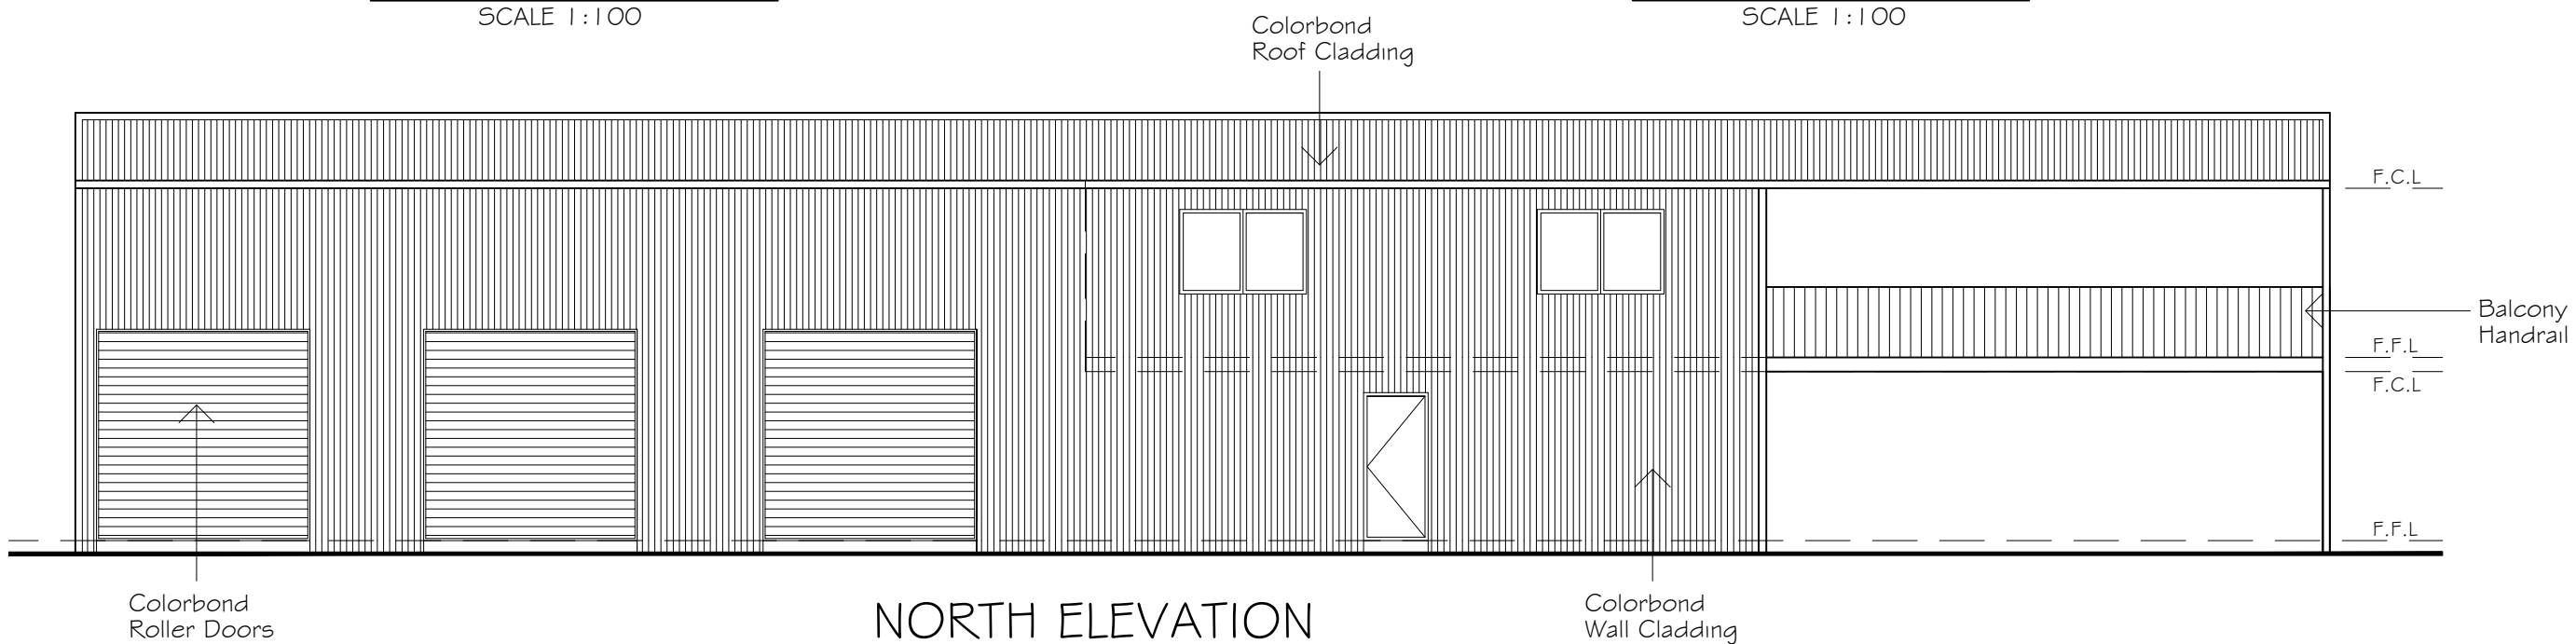 SCALE 1:100
SCALE 1:100
Colorbond
Roof Cladding
F.C.L
Balcony
Handrail
F.F.L
F.C.L
F.F.L
Colorbond
Roller Doors
NORTH ELEVATION
Colorbond
Wall Cladding